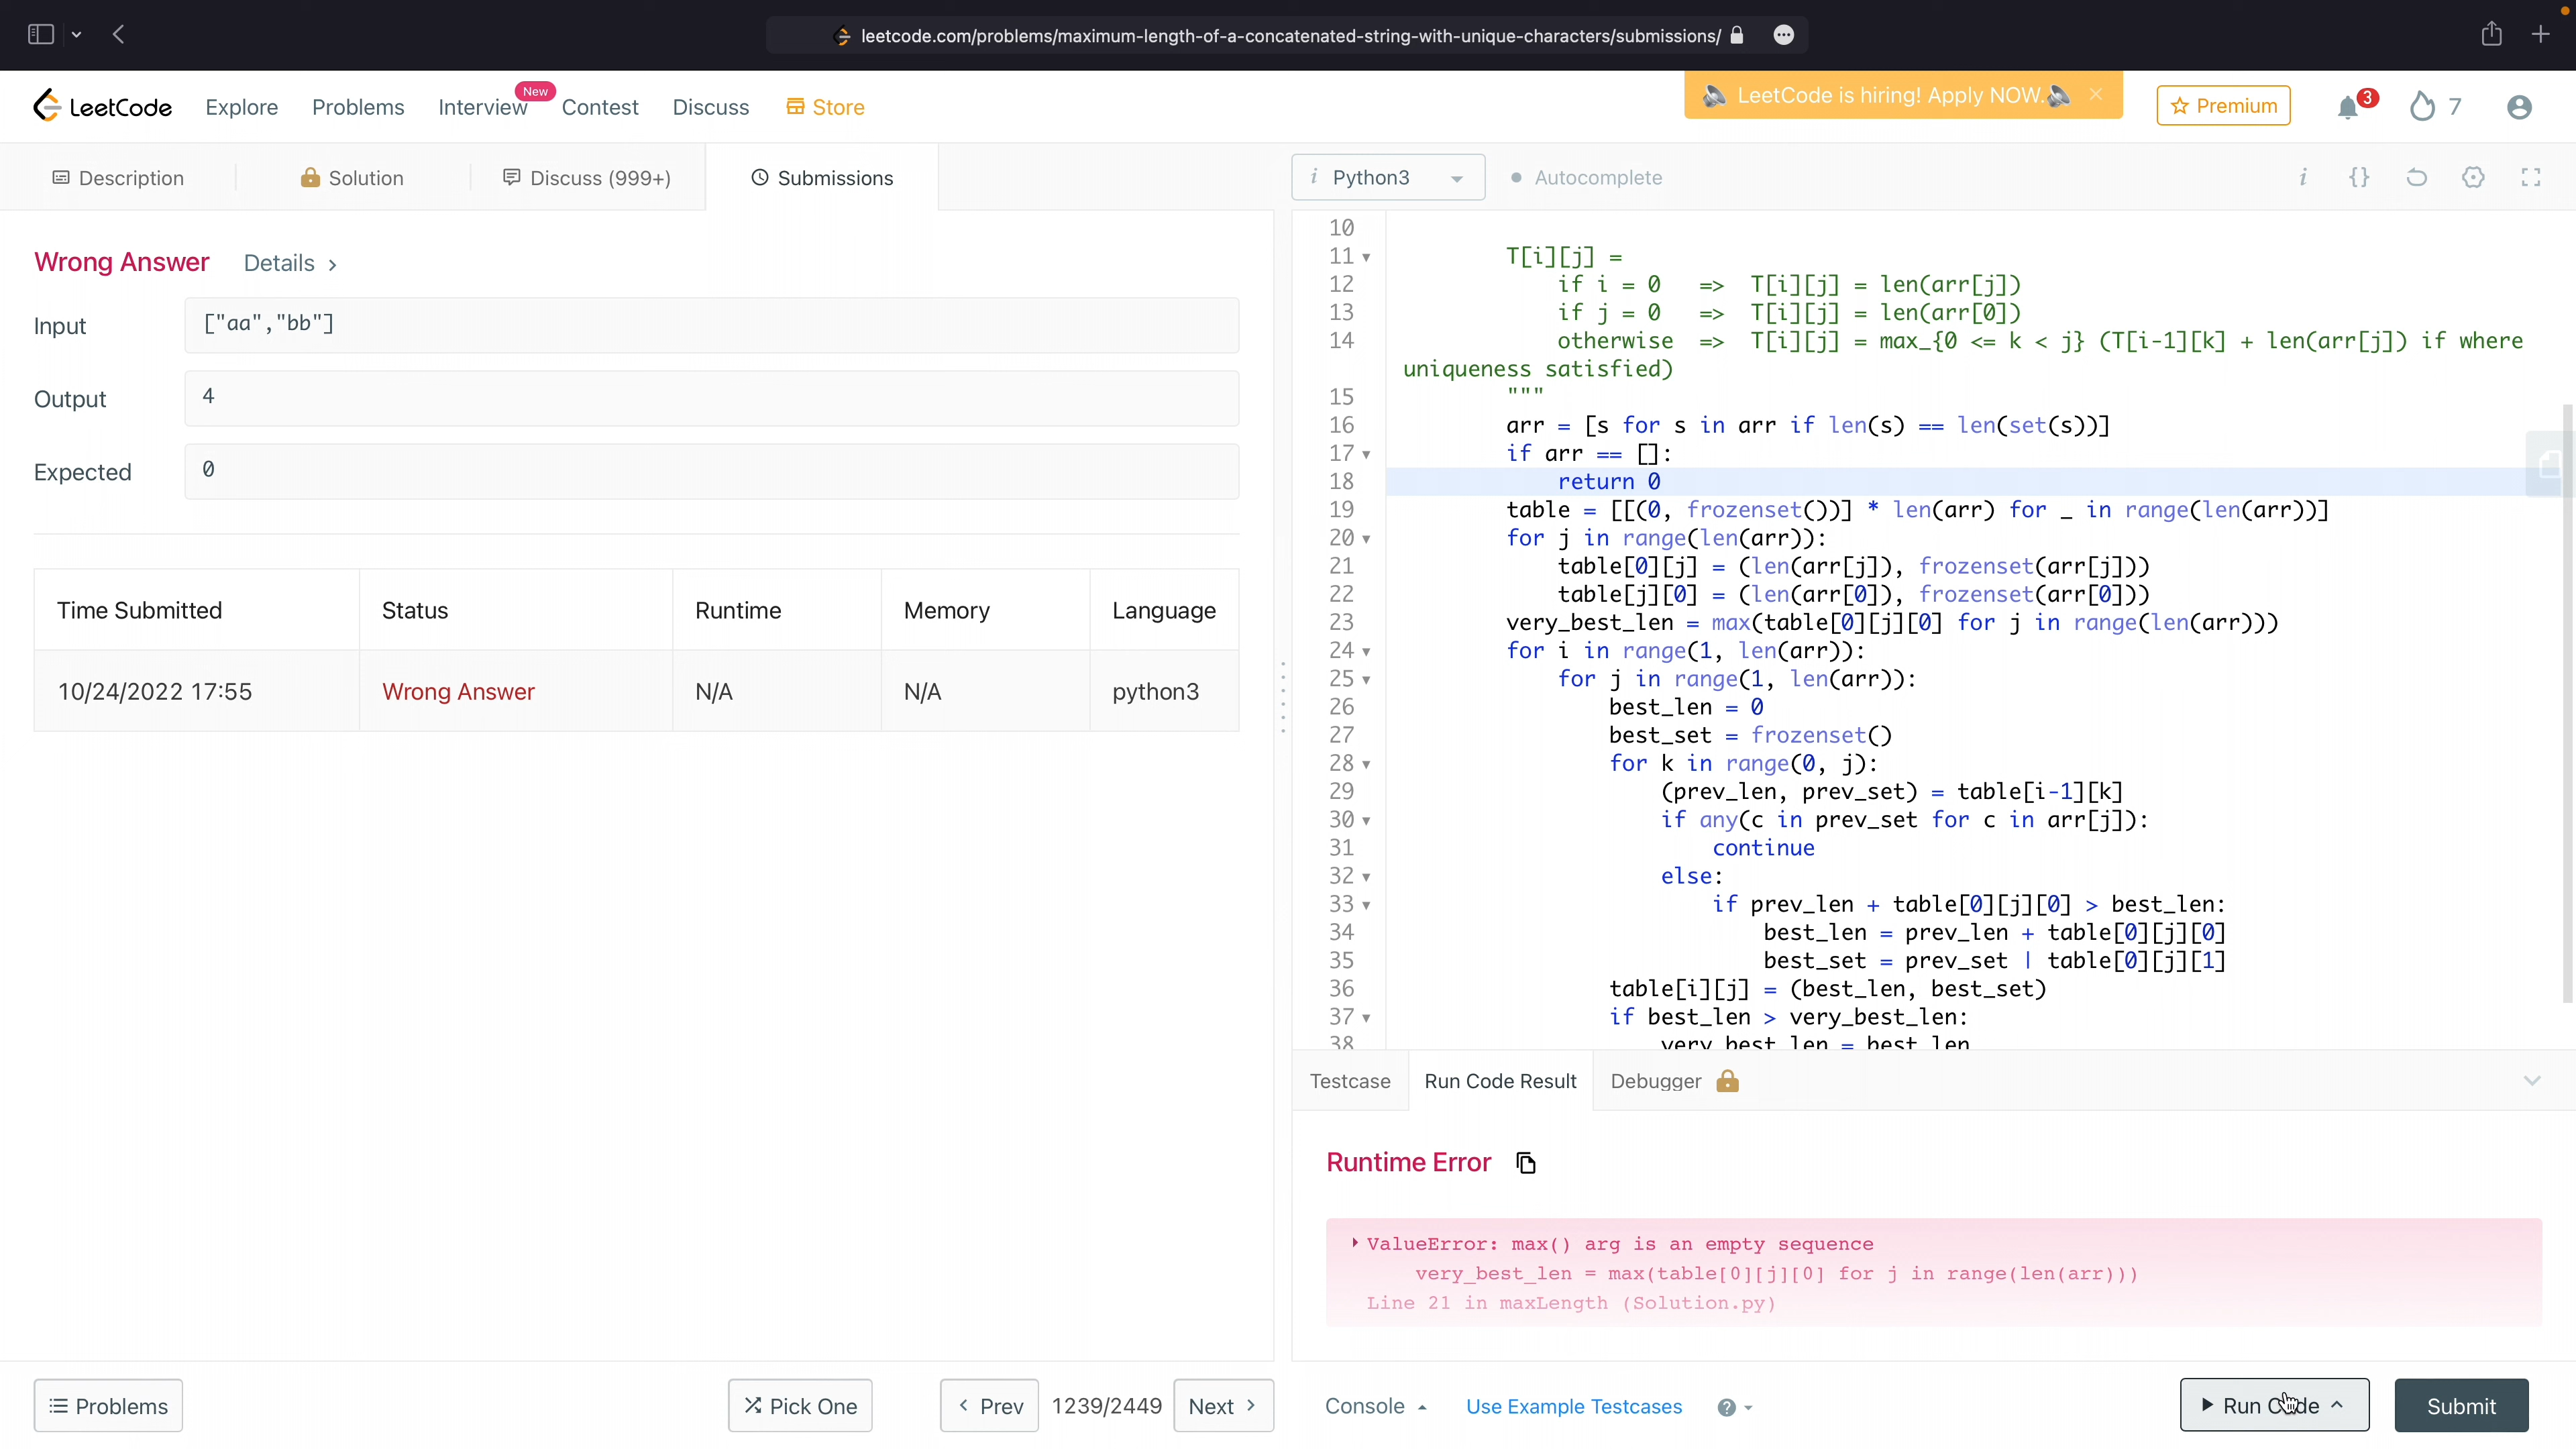 leetcode.com/problems/maximum-length-of-a-concatenated-string-with-unique-characters/submissions/
LeetCode
Explore
Problems
Interview
New
Contest
Discuss
Store
LeetCode is hiring! Apply NOW.
Premium
3
7
Description
Solution
Discuss (999+)
Submissions
i Python3
Autocomplete
i
{}
Wrong Answer
Details
Input
["aa","bb"]
Output
4
Expected
0
Time Submitted Status Runtime Memory Language
10/24/2022 17:55 Wrong Answer N/A N/A python3
10
11 T[i][j] =
12 if i = 0 => T[i][j] = len(arr[j])
13 if j = 0 => T[i][j] = len(arr[0])
14 otherwise => T[i][j] = max_{0 <= k < j} (T[i-1][k] + len(arr[j]) if where
uniqueness satisfied)
15 """
16 arr = [s for s in arr if len(s) == len(set(s))]
17 if arr == []:
18 return 0
19 table = [[(0, frozenset())] * len(arr) for _ in range(len(arr))]
20 for j in range(len(arr)):
21 table[0][j] = (len(arr[j]), frozenset(arr[j]))
22 table[j][0] = (len(arr[0]), frozenset(arr[0]))
23 very_best_len = max(table[0][j][0] for j in range(len(arr)))
24 for i in range(1, len(arr)):
25 for j in range(1, len(arr)):
26 best_len = 0
27 best_set = frozenset()
28 for k in range(0, j):
29 (prev_len, prev_set) = table[i-1][k]
30 if any(c in prev_set for c in arr[j]):
31 continue
32 else:
33 if prev_len + table[0][j][0] > best_len:
34 best_len = prev_len + table[0][j][0]
35 best_set = prev_set | table[0][j][1]
36 table[i][j] = (best_len, best_set)
37 if best_len > very_best_len:
38 very_best_len = best_len
Testcase
Run Code Result
Debugger
Runtime Error
ValueError: max() arg is an empty sequence
very_best_len = max(table[0][j][0] for j in range(len(arr)))
Line 21 in maxLength (Solution.py)
Problems
Pick One
Prev
1239/2449
Next
Console
Use Example Testcases
?
Run Code
Submit